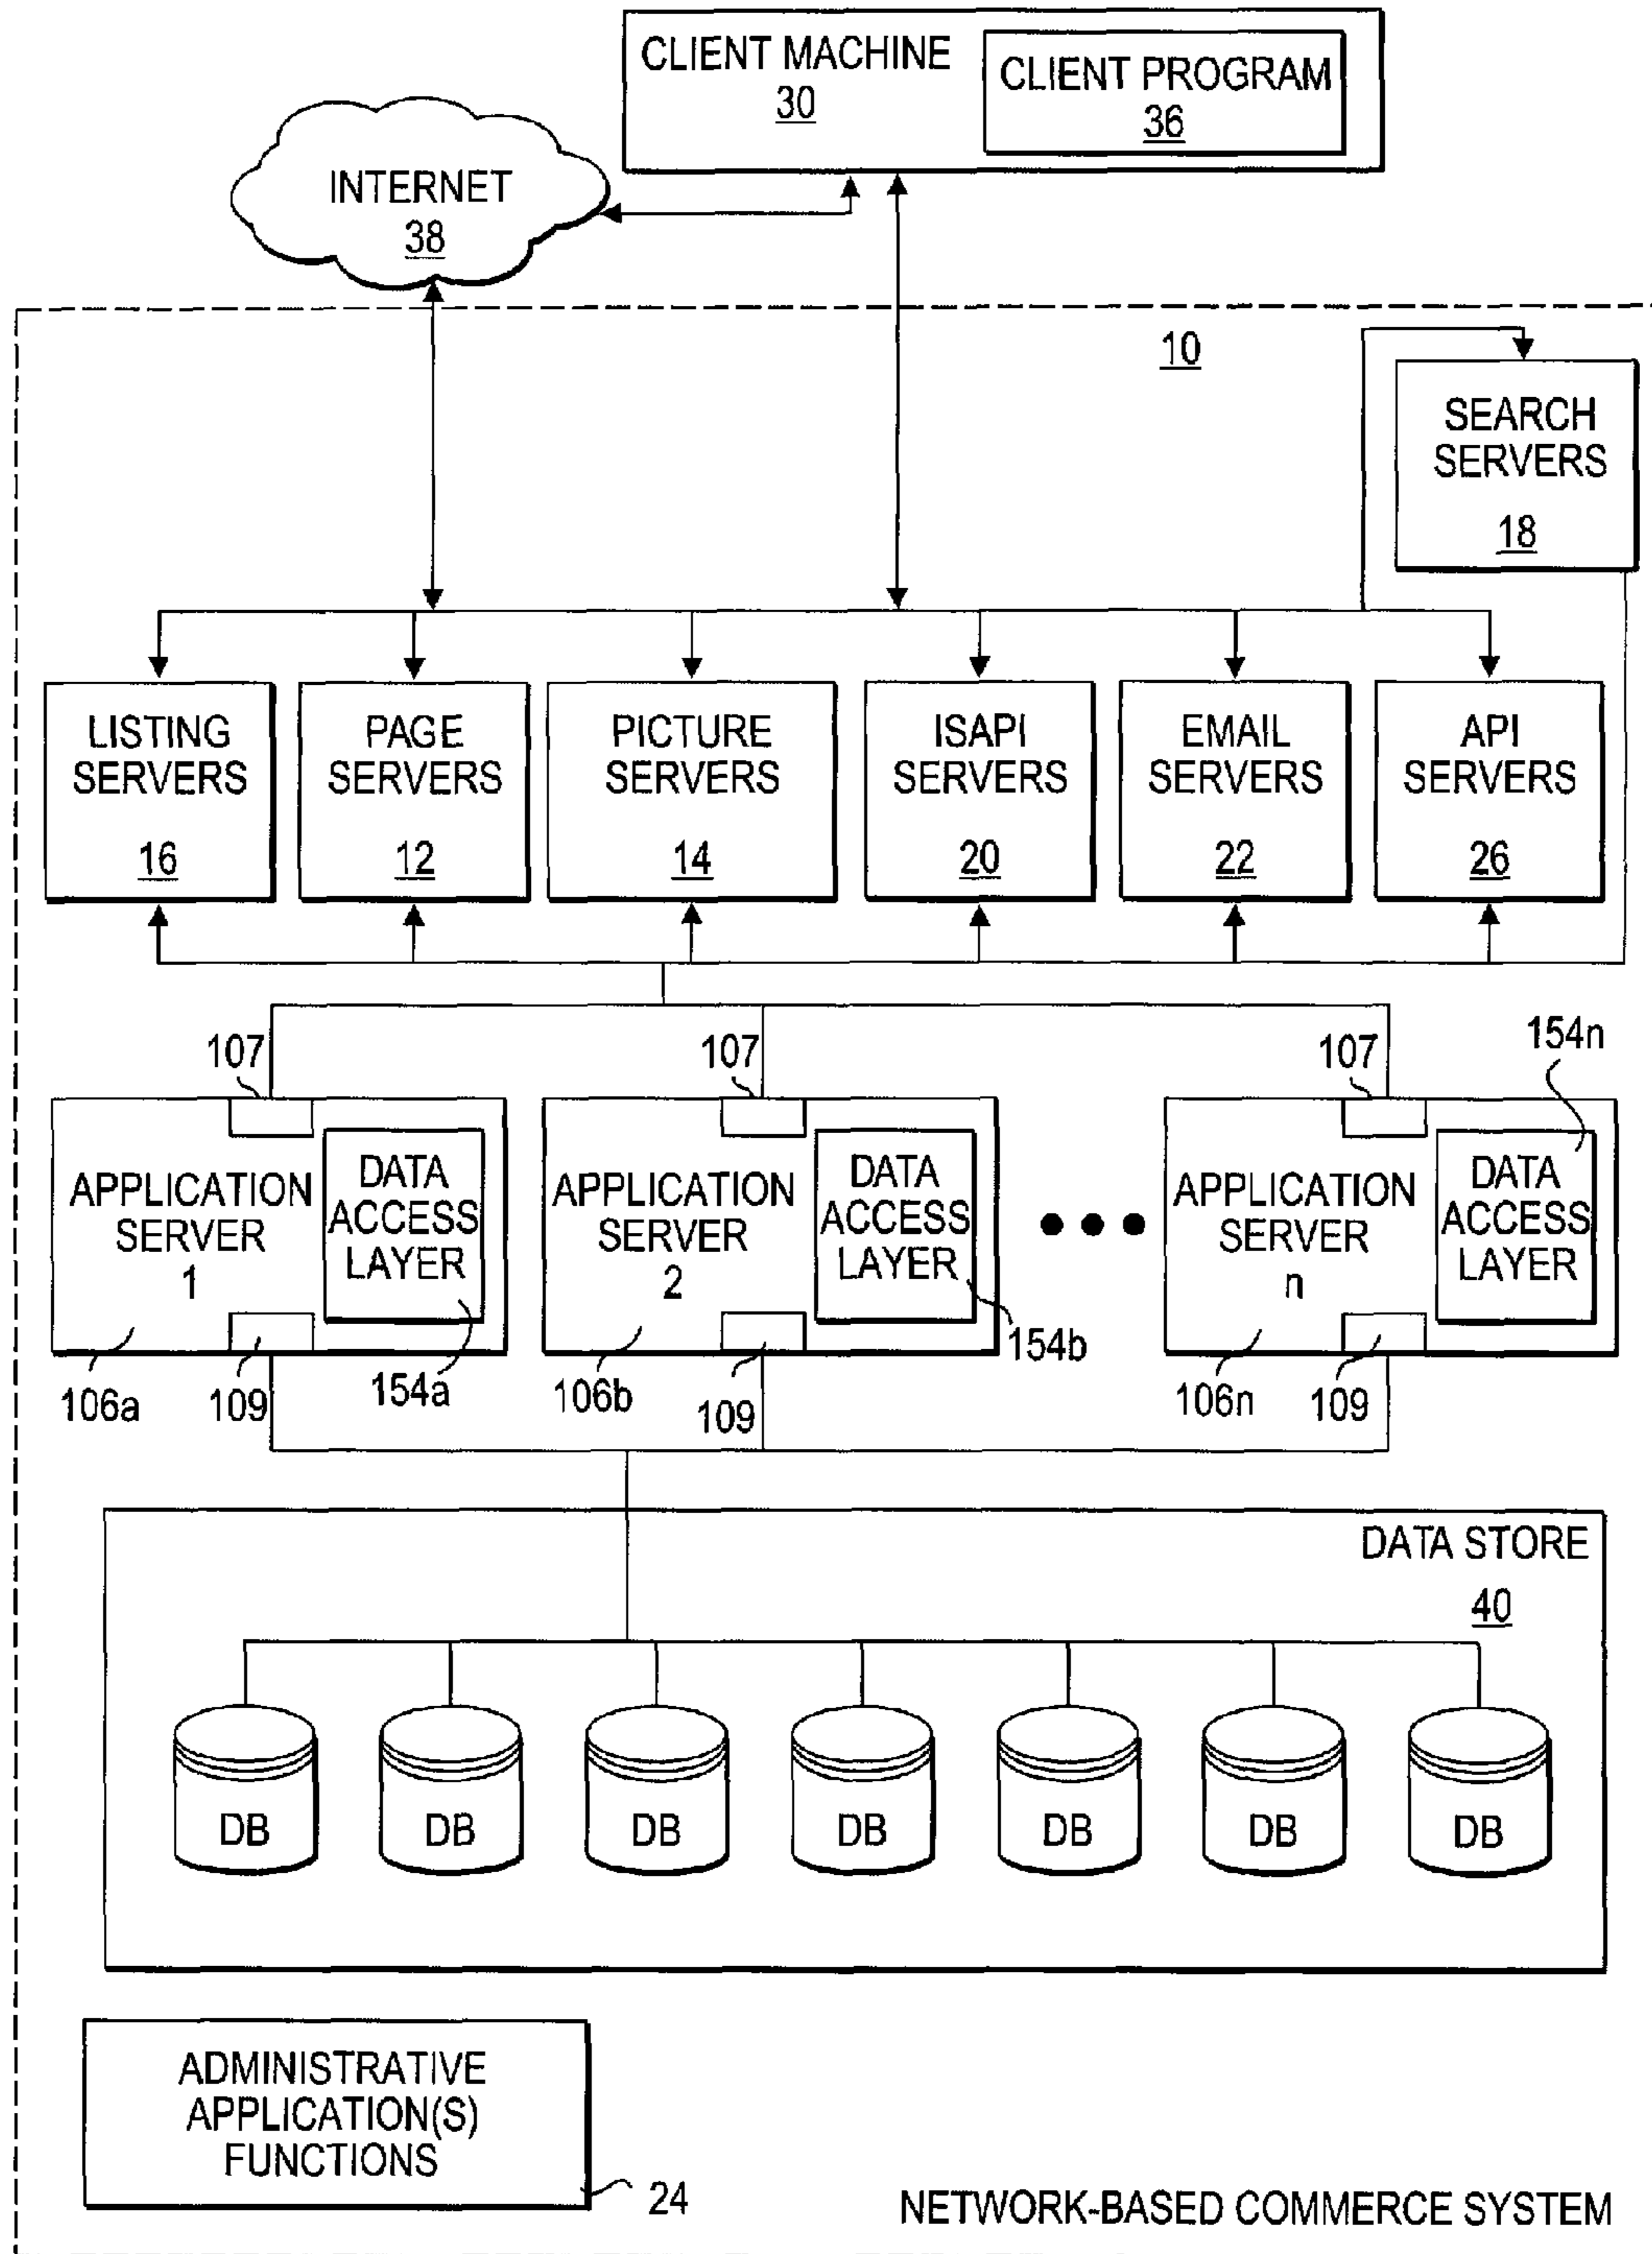 CLIENT MACHINE
30
CLIENT PROGRAM
36
INTERNET
38
10
SEARCH
SERVERS
18
LISTING
SERVERS
16
PAGE
SERVERS
12
PICTURE
SERVERS
14
ISAPI
SERVERS
20
EMAIL
SERVERS
22
API
SERVERS
26
107
107
107
154n
APPLICATION
SERVER
1
DATA
ACCESS
LAYER
APPLICATION
SERVER
2
DATA
ACCESS
LAYER
APPLICATION
SERVER
n
DATA
ACCESS
LAYER
106a
109
154a
106b
109
154b
106n
109
DATA STORE
40
DB
DB
DB
DB
DB
DB
DB
ADMINISTRATIVE
APPLICATION(S)
FUNCTIONS
24
NETWORK-BASED COMMERCE SYSTEM